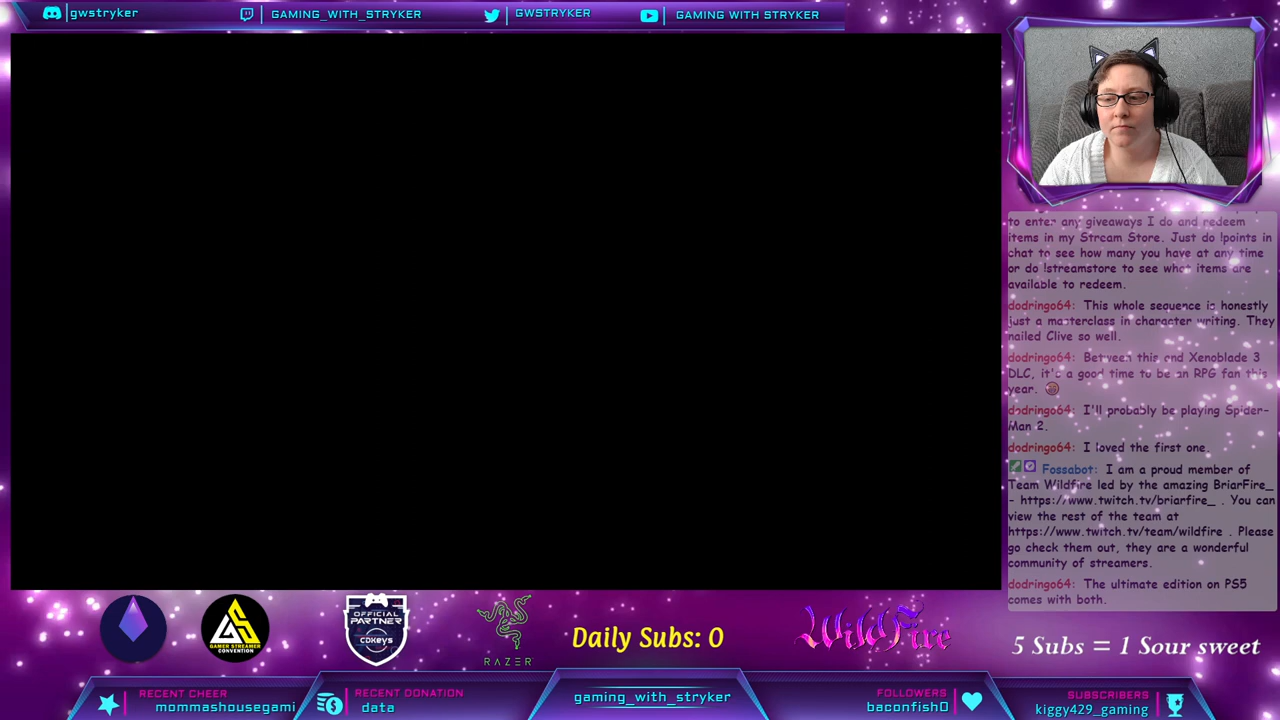 gwstryker
GAMING_WITH_STRYKER
GWSTRYKER
GAMING WITH STRYKER
to enter any giveaways I do and redeem
items in my Stream Store. Just do !points in
chat to see how many you have at any time
or do !streamstore to see what items are
available to redeem.
dodringo64: This whole sequence is honestly
just a masterclass in character writing. They
nailed Clive so well.
dodringo64: Between this and Xenoblade 3
DLC, it's a good time to be an RPG fan this
year.
dodringo64: I'll probably be playing Spider-
Man 2.
dodringo64: I loved the first one.
Fossabot: I am a proud member of
Team Wildfire led by the amazing BriarFire_
- https://www.twitch.tv/briarfire_ . You can
view the rest of the team at
https://www.twitch.tv/team/wildfire . Please
go check them out, they are a wonderful
community of streamers.
dodringo64: The ultimate edition on PS5
comes with both.
GAMER STREAMER
CONVENTION
OFFICIAL
PARTNER
CDKeys
RAZER
Daily Subs: 0
WildFire
5 Subs = 1 Sour sweet
RECENT CHEER
mommashousegami
RECENT DONATION
data
gaming_with_stryker
FOLLOWERS
baconfish0
SUBSCRIBERS
kiggy429_gaming